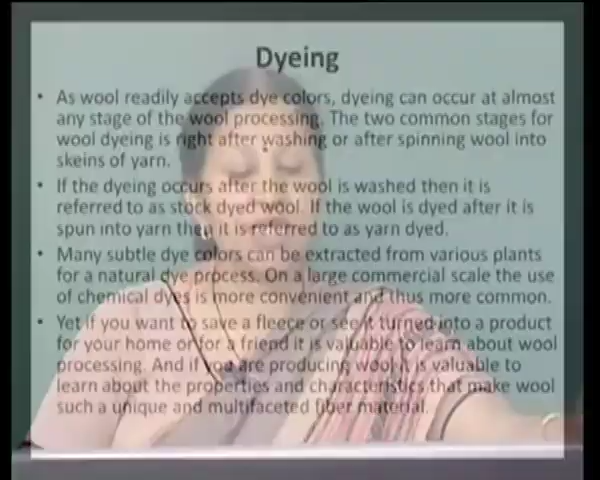 Dyeing
• As wool readily accepts dye colors, dyeing can occur at almost
any stage of the wool processing. The two common stages for
wool dyeing is right after washing or after spinning wool into
skeins of yarn.
• If the dyeing occurs after the wool is washed then it is
referred to as stock dyed wool. If the wool is dyed after it is
spun into yarn then it is referred to as yarn dyed.
• Many subtle dye colors can be extracted from various plants
for a natural dye process. On a large commercial scale the use
of chemical dyes is more convenient and thus more common.
• Yet if you want to save a fleece or see it turned into a product
for your home or for a friend it is valuable to learn about wool
processing. And if you are producing wool it is valuable to
learn about the properties and characteristics that make wool
such a unique and multifaceted fiber material.